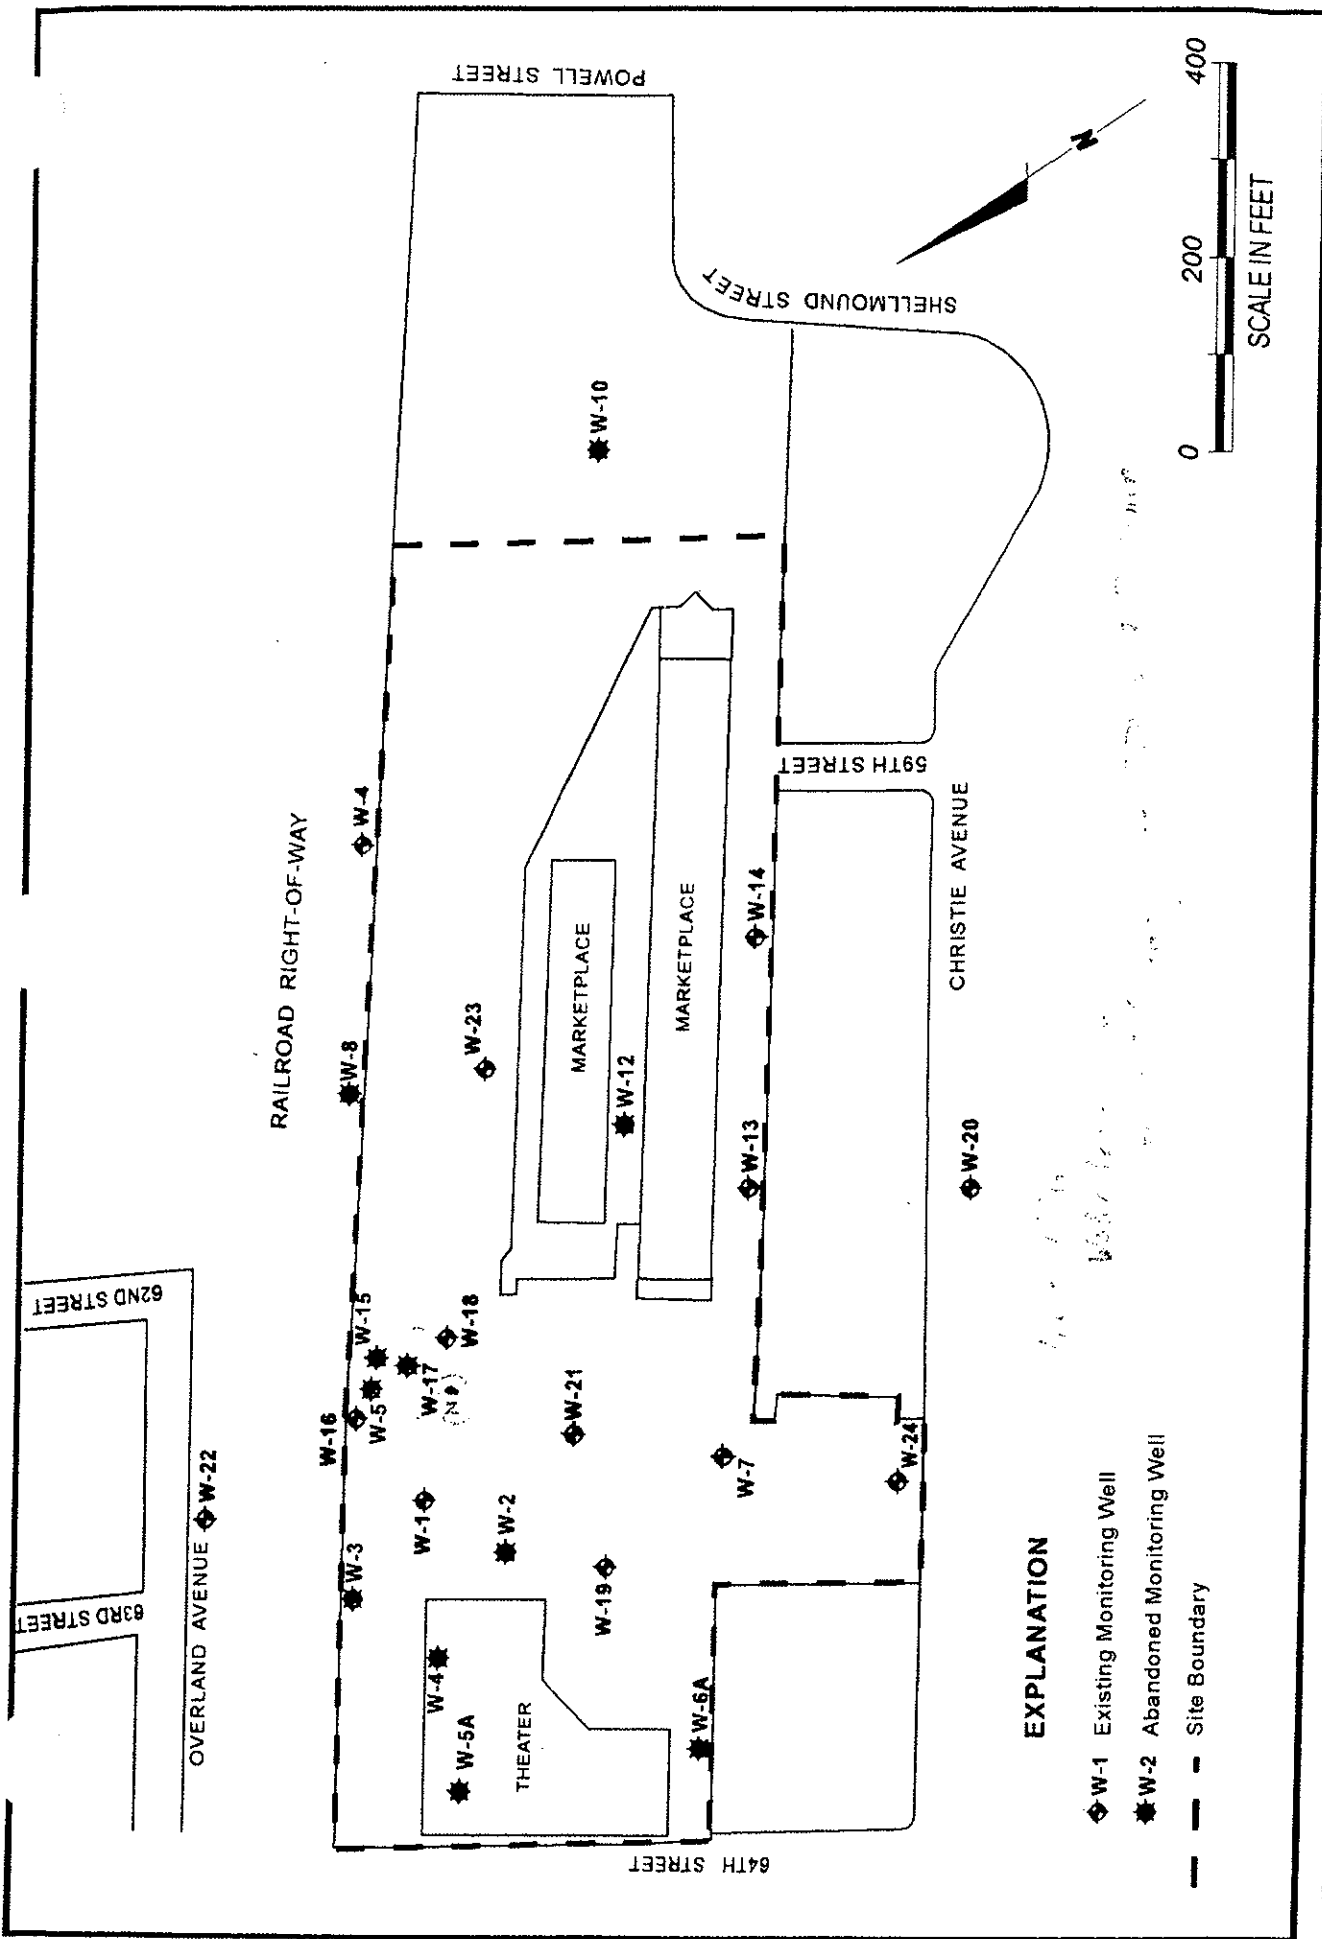 POWELL STREET
SHELLMOUND STREET
400
200
0
SCALE IN FEET
N
W-10
RAILROAD RIGHT-OF-WAY
W-4
W-8
W-23
MARKETPLACE
MARKETPLACE
W-12
W-14
W-13
59TH STREET
CHRISTIE AVENUE
W-20
62ND STREET
63RD STREET
OVERLAND AVENUE
W-22
W-15
W-16
W-5
W-17
W-18
W-21
W-1
W-2
W-3
W-19
W-7
W-24
W-4
W-5A
THEATER
W-6A
64TH STREET
EXPLANATION
W-1 Existing Monitoring Well
W-2 Abandoned Monitoring Well
Site Boundary